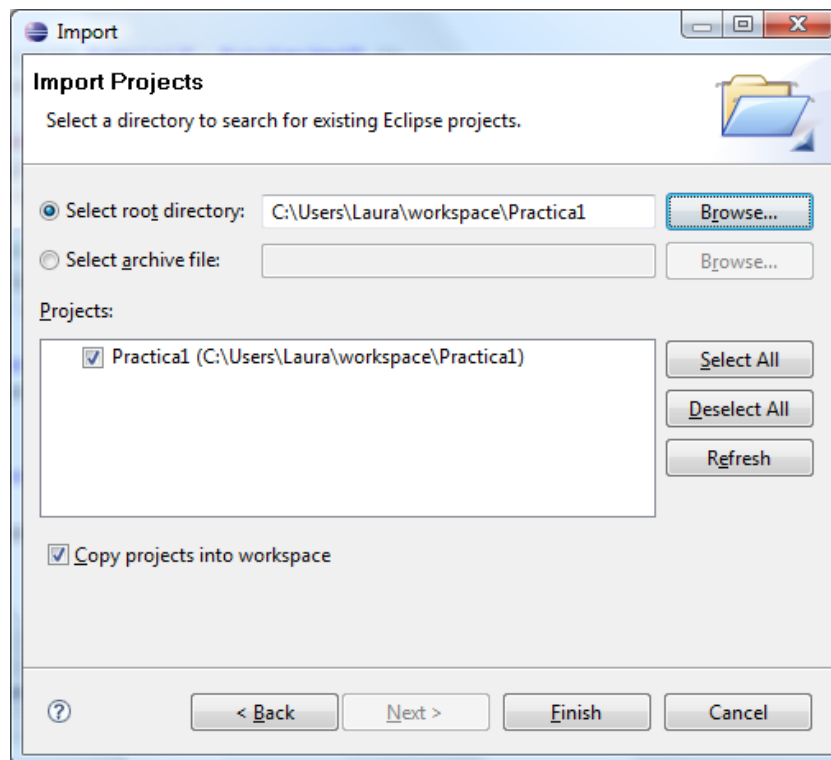 Import
Import Projects
Select a directory to search for existing Eclipse projects.
Select root directory: C:\Users\Laura\workspace\Practica1 Browse...
Select archive file: Browse...
Projects:
Practica1 (C:\Users\Laura\workspace\Practica1) Select All
Deselect All
Refresh
Copy projects into workspace
? < Back Next > Finish Cancel